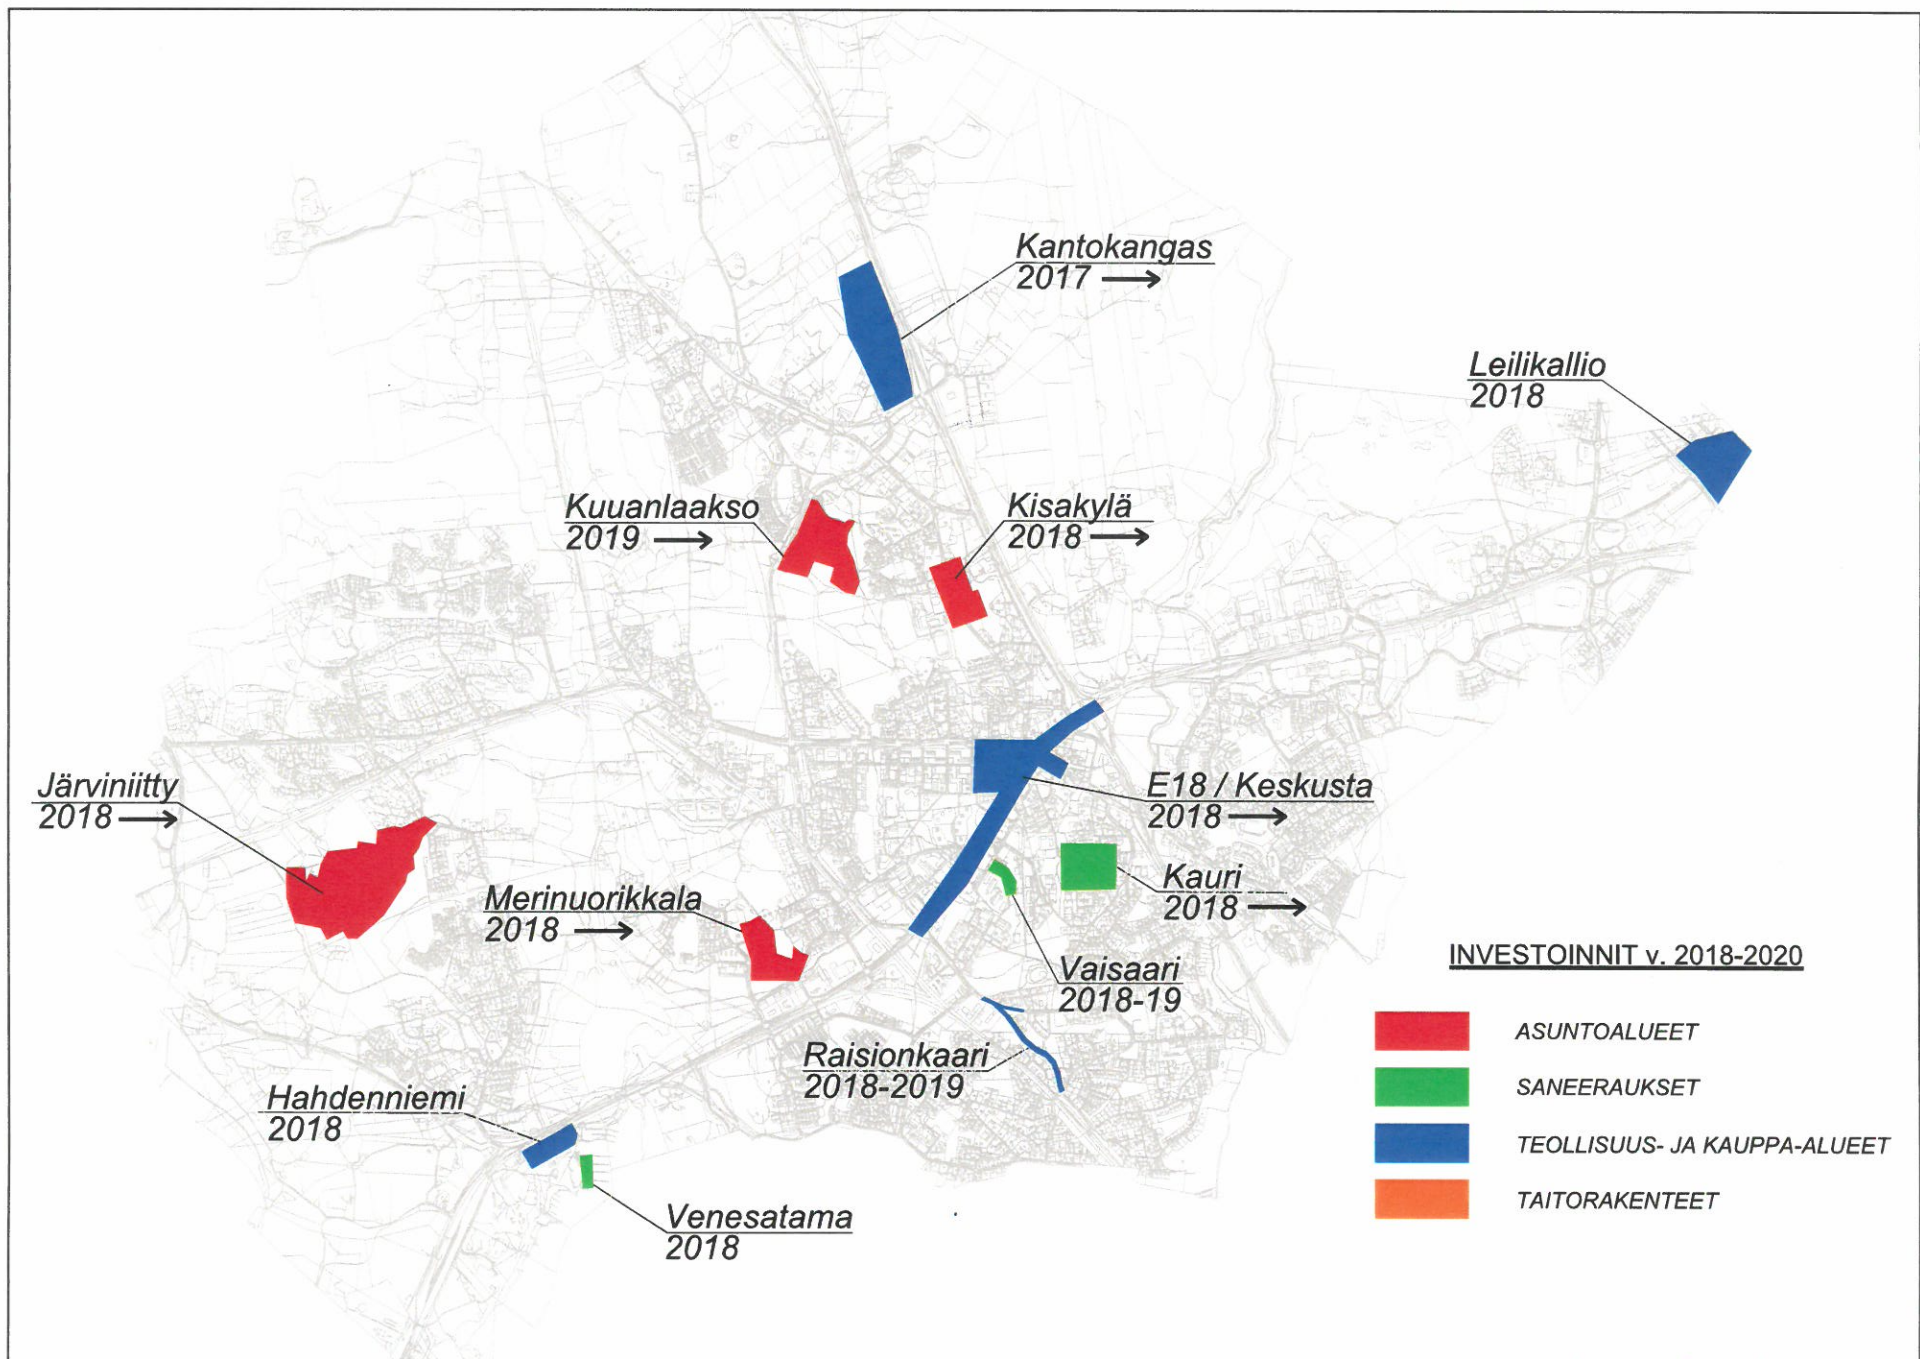 Kantokangas
2017 →
Leilikallio
2018
Kuuanlaakso
2019 →
Kisakylä
2018 →
Järviniitty
2018 →
E18 / Keskusta
2018 →
Merinuorikkala
2018 →
Kauri
2018 →
Vaisaari
2018-19
Raisionkaari
2018-2019
Hahdenniemi
2018
Venesatama
2018
INVESTOINNIT v. 2018-2020
ASUNTOALUEET
SANEERAUKSET
TEOLLISUUS- JA KAUPPA-ALUEET
TAITORAKENTEET